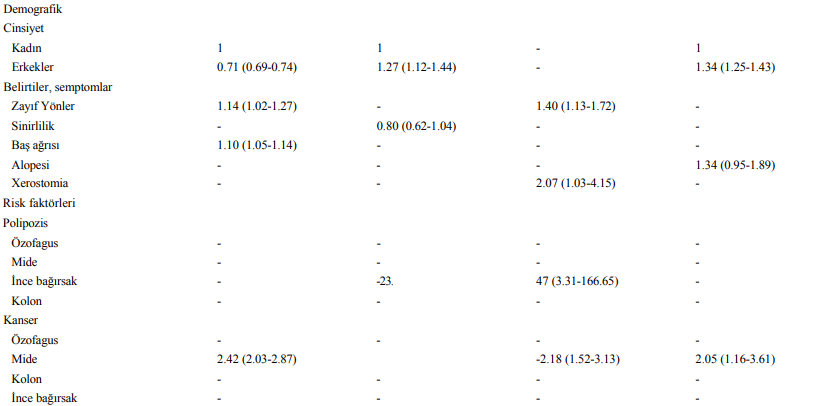 Demografik
Cinsiyet
Kadın 1 1 - 1
Erkekler 0.71 (0.69-0.74) 1.27 (1.12-1.44) - 1.34 (1.25-1.43)
Belirtiler, semptomlar
Zayıf Yönler 1.14 (1.02-1.27) - 1.40 (1.13-1.72) -
Sinirlilik - 0.80 (0.62-1.04) - -
Baş ağrısı 1.10 (1.05-1.14) - - -
Alopesi - - - 1.34 (0.95-1.89)
Xerostomia - - 2.07 (1.03-4.15) -
Risk faktörleri
Polipozis
Özofagus - - - -
Mide - - - -
İnce bağırsak - -23. 47 (3.31-166.65) -
Kolon - - - -
Kanser
Özofagus - - - -
Mide 2.42 (2.03-2.87) -2.18 (1.52-3.13) 2.05 (1.16-3.61)
Kolon - - - -
İnce bağırsak - - - -